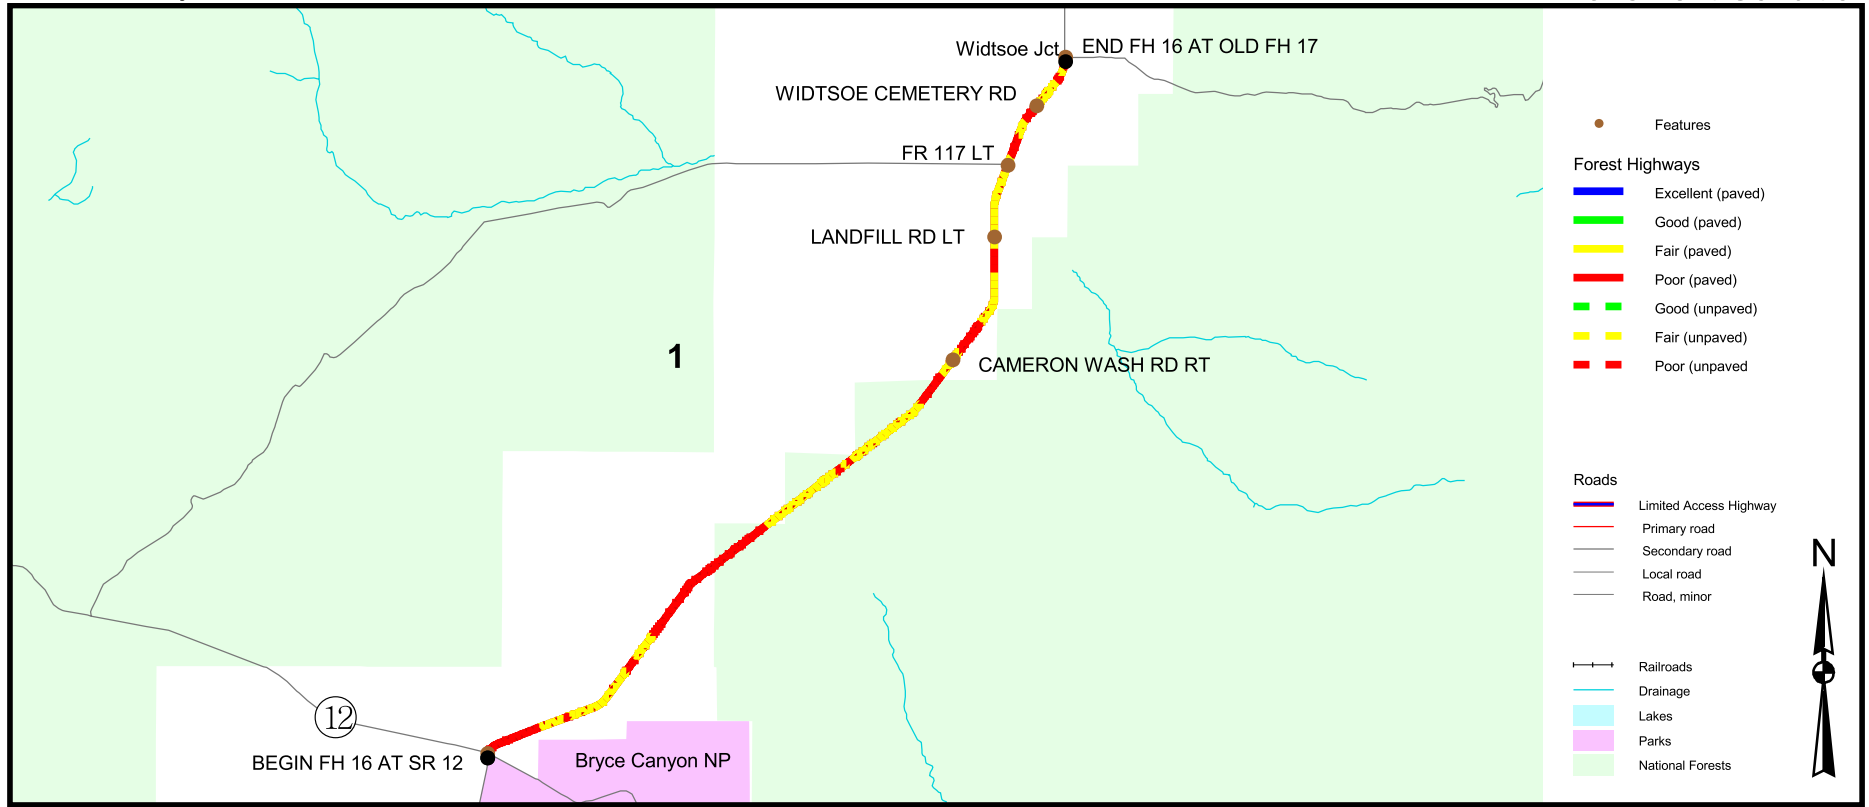 Widtsoe Jct
END FH 16 AT OLD FH 17
WIDTSOE CEMETERY RD
FR 117 LT
LANDFILL RD LT
1
CAMERON WASH RD RT
12
BEGIN FH 16 AT SR 12
Bryce Canyon NP
Features
Forest Highways
Excellent (paved)
Good (paved)
Fair (paved)
Poor (paved)
Good (unpaved)
Fair (unpaved)
Poor (unpaved
Roads
Limited Access Highway
Primary road
Secondary road
Local road
Road, minor
N
Railroads
Drainage
Lakes
Parks
National Forests